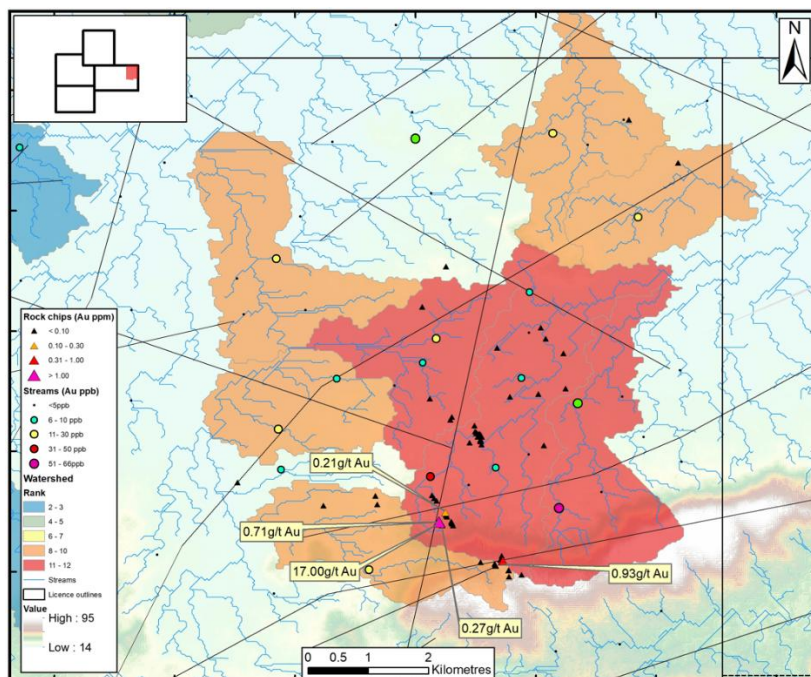 N
Rock chips (Au ppm)
< 0.10
0.10 - 0.30
0.31 - 1.00
> 1.00
Streams (Au ppb)
<5ppb
6 - 10 ppb
11- 30 ppb
31 - 50 ppb
51 - 66ppb
Watershed
Rank
2 - 3
4 - 5
6 - 7
8 - 10
11 - 12
Streams
Licence outlines
Value
High : 95
Low : 14
0.21g/t Au
0.71g/t Au
17.00g/t Au
0.93g/t Au
0.27g/t Au
0 0.5 1 2
Kilometres